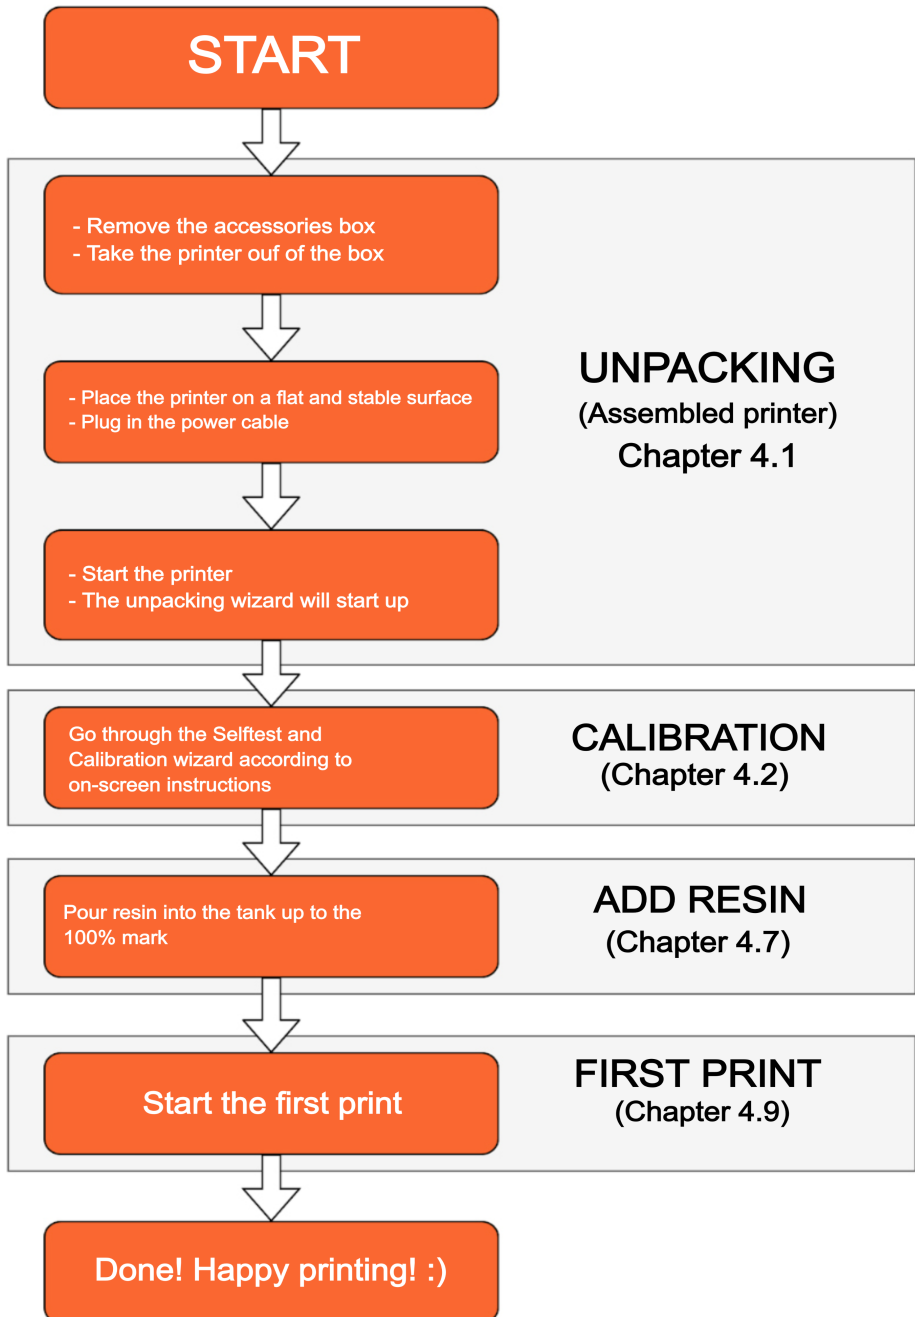 START
- Remove the accessories box
- Take the printer ouf of the box
- Place the printer on a flat and stable surface
- Plug in the power cable
- Start the printer
- The unpacking wizard will start up
UNPACKING
(Assembled printer)
Chapter 4.1
Go through the Selftest and
Calibration wizard according to
on-screen instructions
CALIBRATION
(Chapter 4.2)
Pour resin into the tank up to the
100% mark
ADD RESIN
(Chapter 4.7)
Start the first print
FIRST PRINT
(Chapter 4.9)
Done! Happy printing! :)